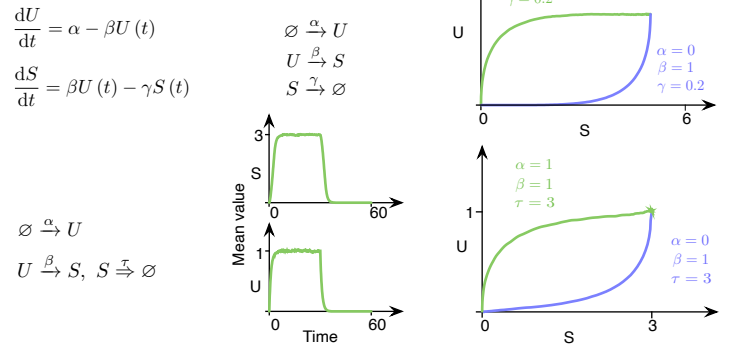 dU/dt = α − βU (t)
dS/dt = βU (t) − γS (t)
∅ →^α U
U →^β S
S →^γ ∅
U
α = 0
β = 1
γ = 0.2
0
6
S
∅ →^α U
U →^β S, S ⇒^τ ∅
Mean value
3
S
0
60
1
U
0
60
Time
α = 1
β = 1
τ = 3
1
U
α = 0
β = 1
τ = 3
0
3
S